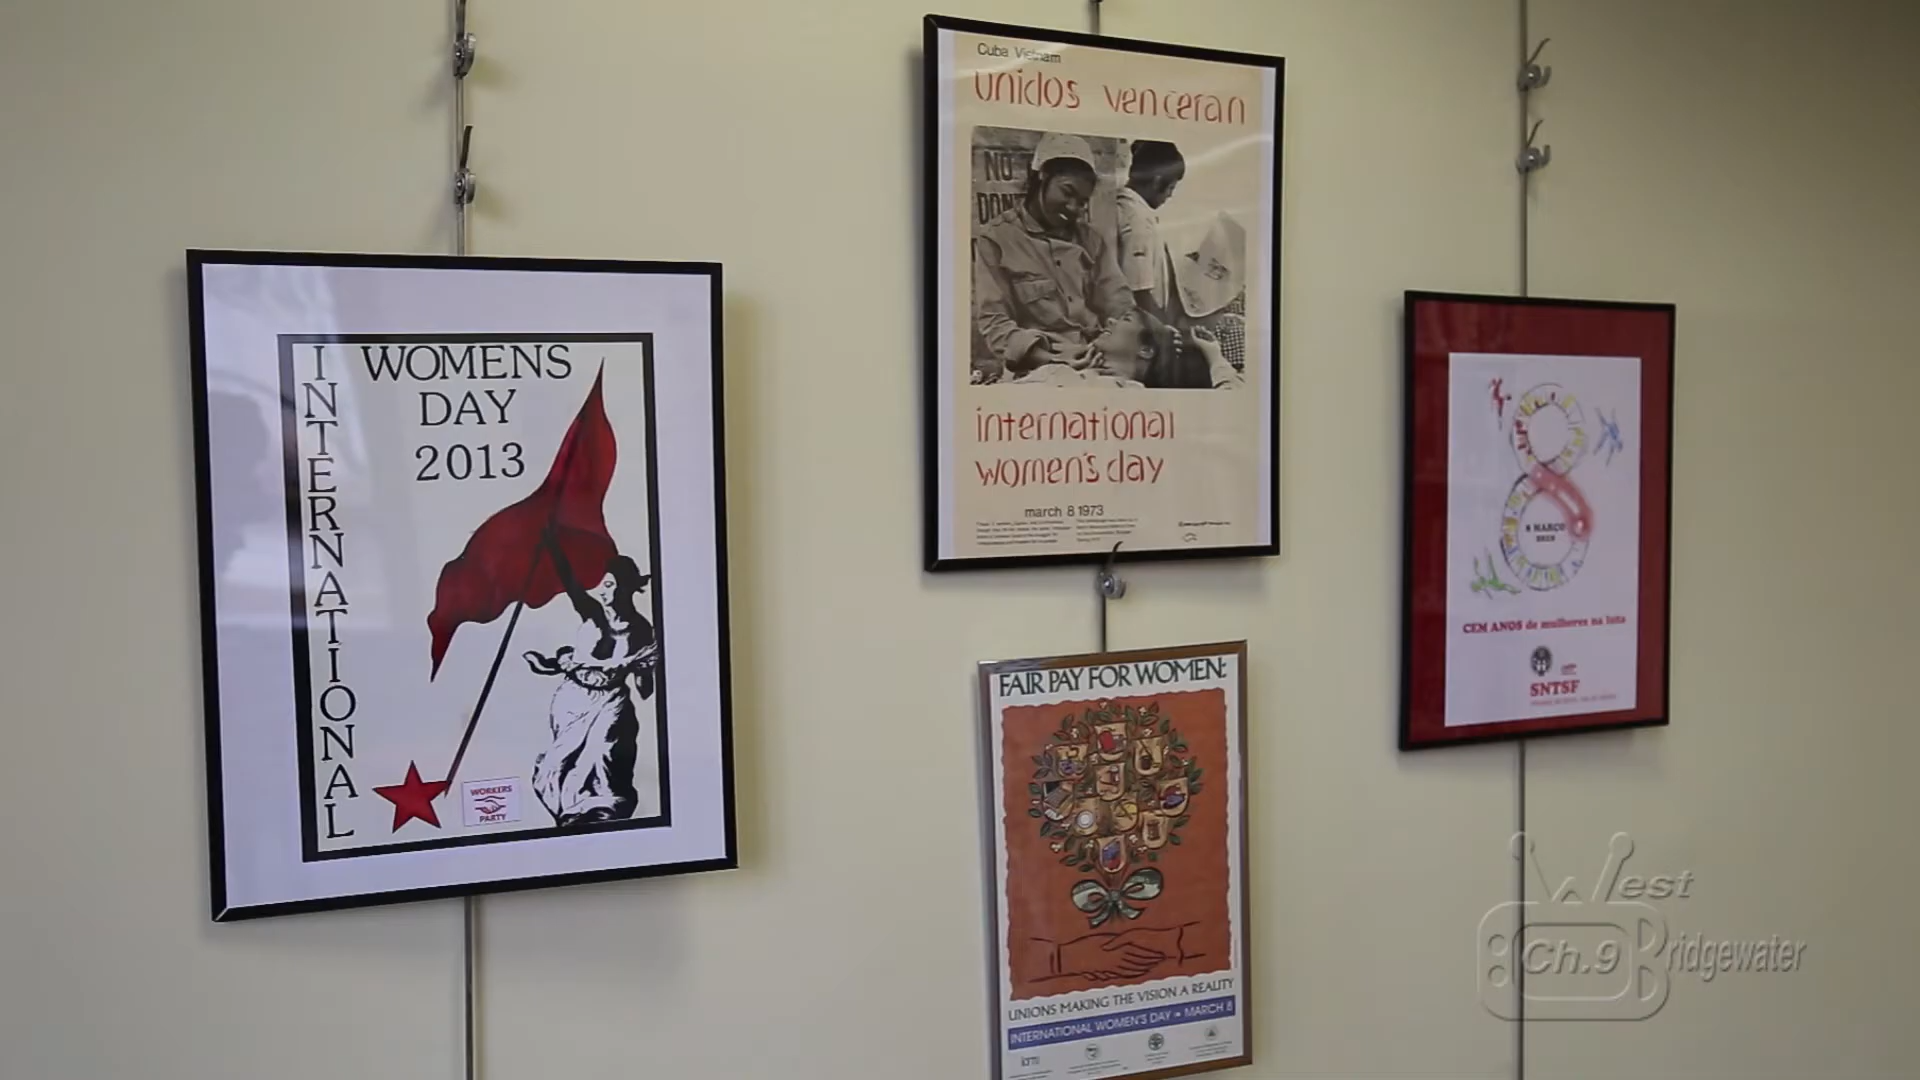 INTERNATIONAL
WOMENS
DAY
2013
WORKERS
PARTY
Cuba Vietnam
unidos venceran
NO
DON'T
international
women's day
march 8 1973
FAIR PAY FOR WOMEN:
UNIONS MAKING THE VISION A REALITY
INTERNATIONAL WOMEN'S DAY - MARCH 8
8 MARÇO
CEM ANOS de mulheres na luta
SNTSF
West
Ch.9 Bridgewater